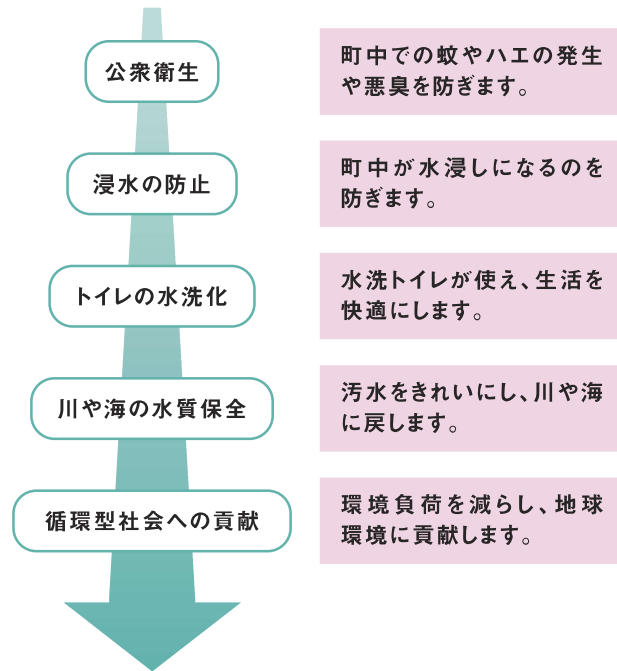 公衆衛生
町中での蚊やハエの発生
や悪臭を防ぎます。
浸水の防止
町中が水浸しになるのを
防ぎます。
トイレの水洗化
水洗トイレが使え、生活を
快適にします。
川や海の水質保全
汚水をきれいにし、川や海
に戻します。
循環型社会への貢献
環境負荷を減らし、地球
環境に貢献します。